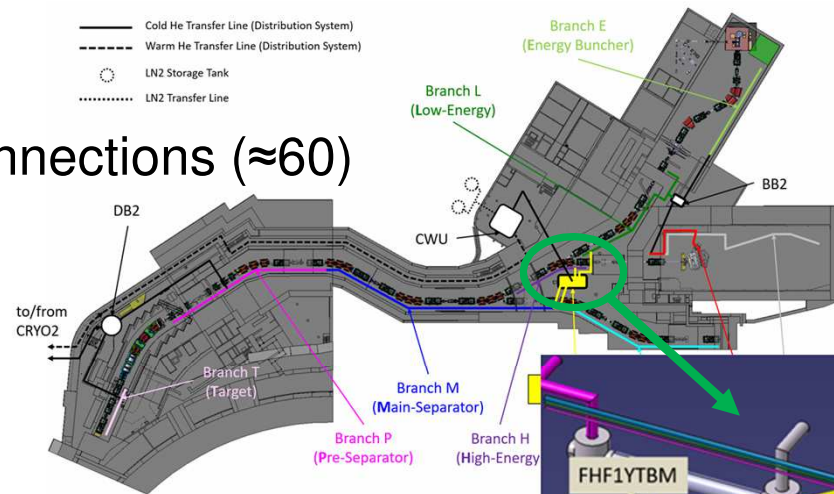 Cold He Transfer Line (Distribution System)
Warm He Transfer Line (Distribution System)
LN2 Storage Tank
LN2 Transfer Line
Branch E
(Energy Buncher)
Branch L
(Low-Energy)
nnections (≈60)
DB2
CWU
BB2
to/from
CRYO2
Branch T
(Target)
Branch M
(Main-Separator)
Branch P
(Pre-Separator)
Branch H
(High-Energy
FHF1YTBM